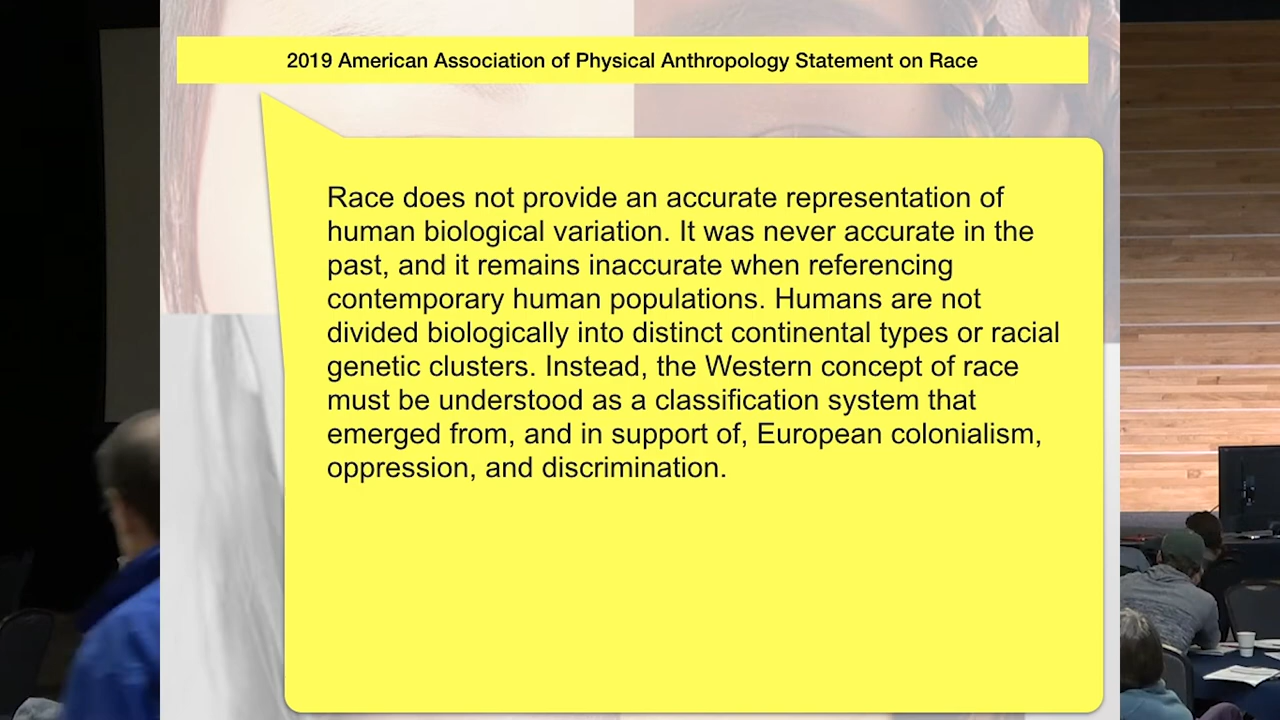 2019 American Association of Physical Anthropology Statement on Race
Race does not provide an accurate representation of
human biological variation. It was never accurate in the
past, and it remains inaccurate when referencing
contemporary human populations. Humans are not
divided biologically into distinct continental types or racial
genetic clusters. Instead, the Western concept of race
must be understood as a classification system that
emerged from, and in support of, European colonialism,
oppression, and discrimination.